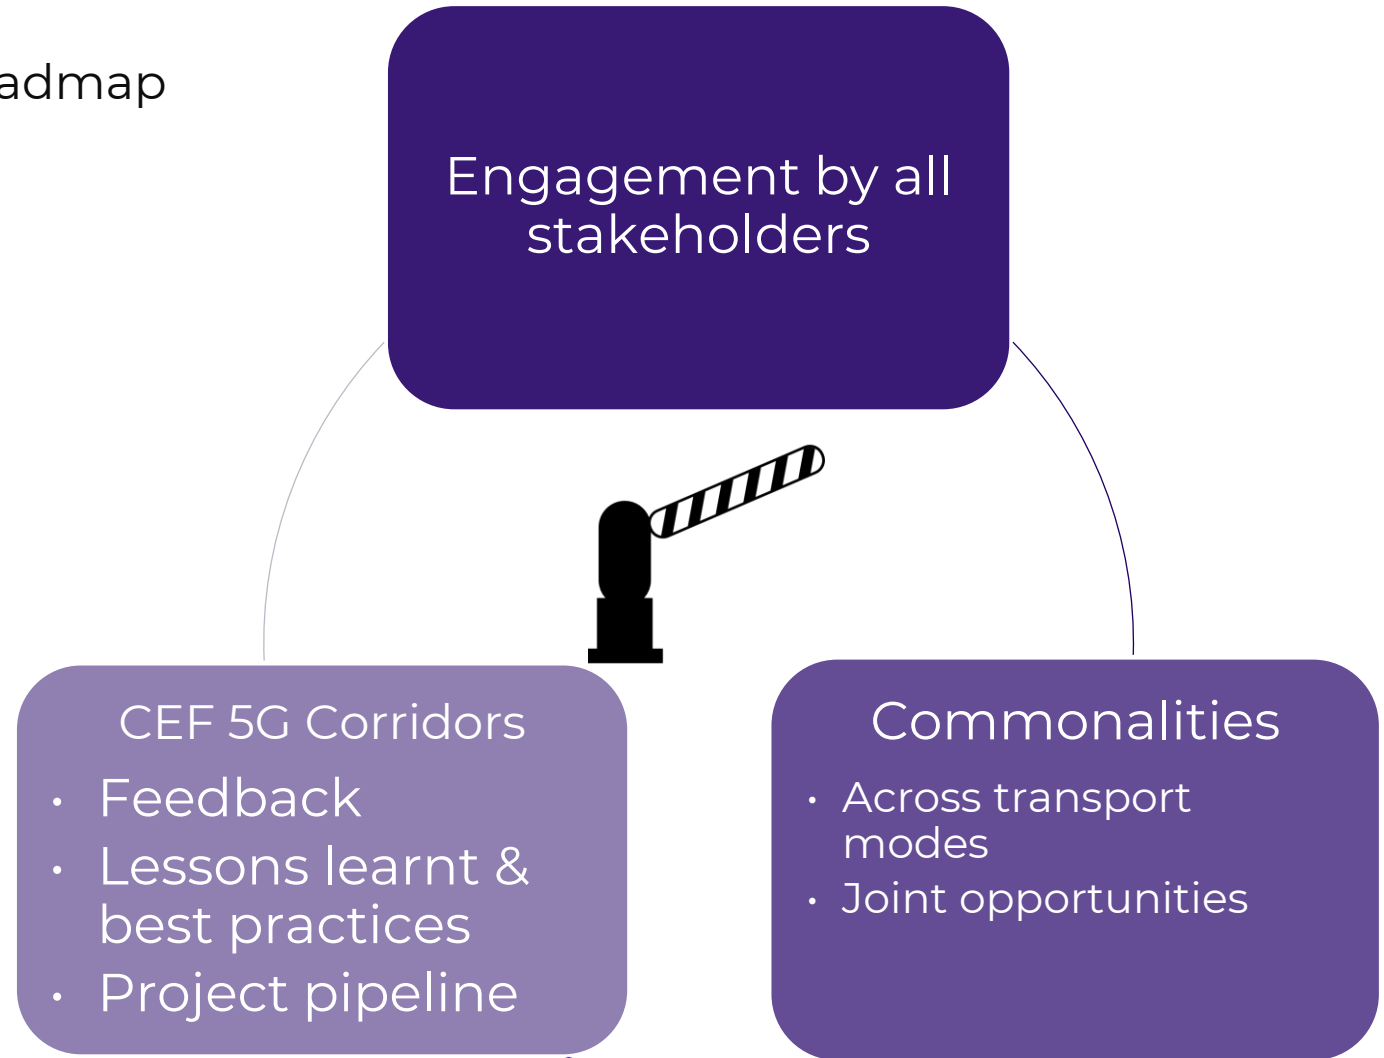 admap
Engagement by all
stakeholders
CEF 5G Corridors
• Feedback
• Lessons learnt &
best practices
• Project pipeline
Commonalities
• Across transport
modes
• Joint opportunities